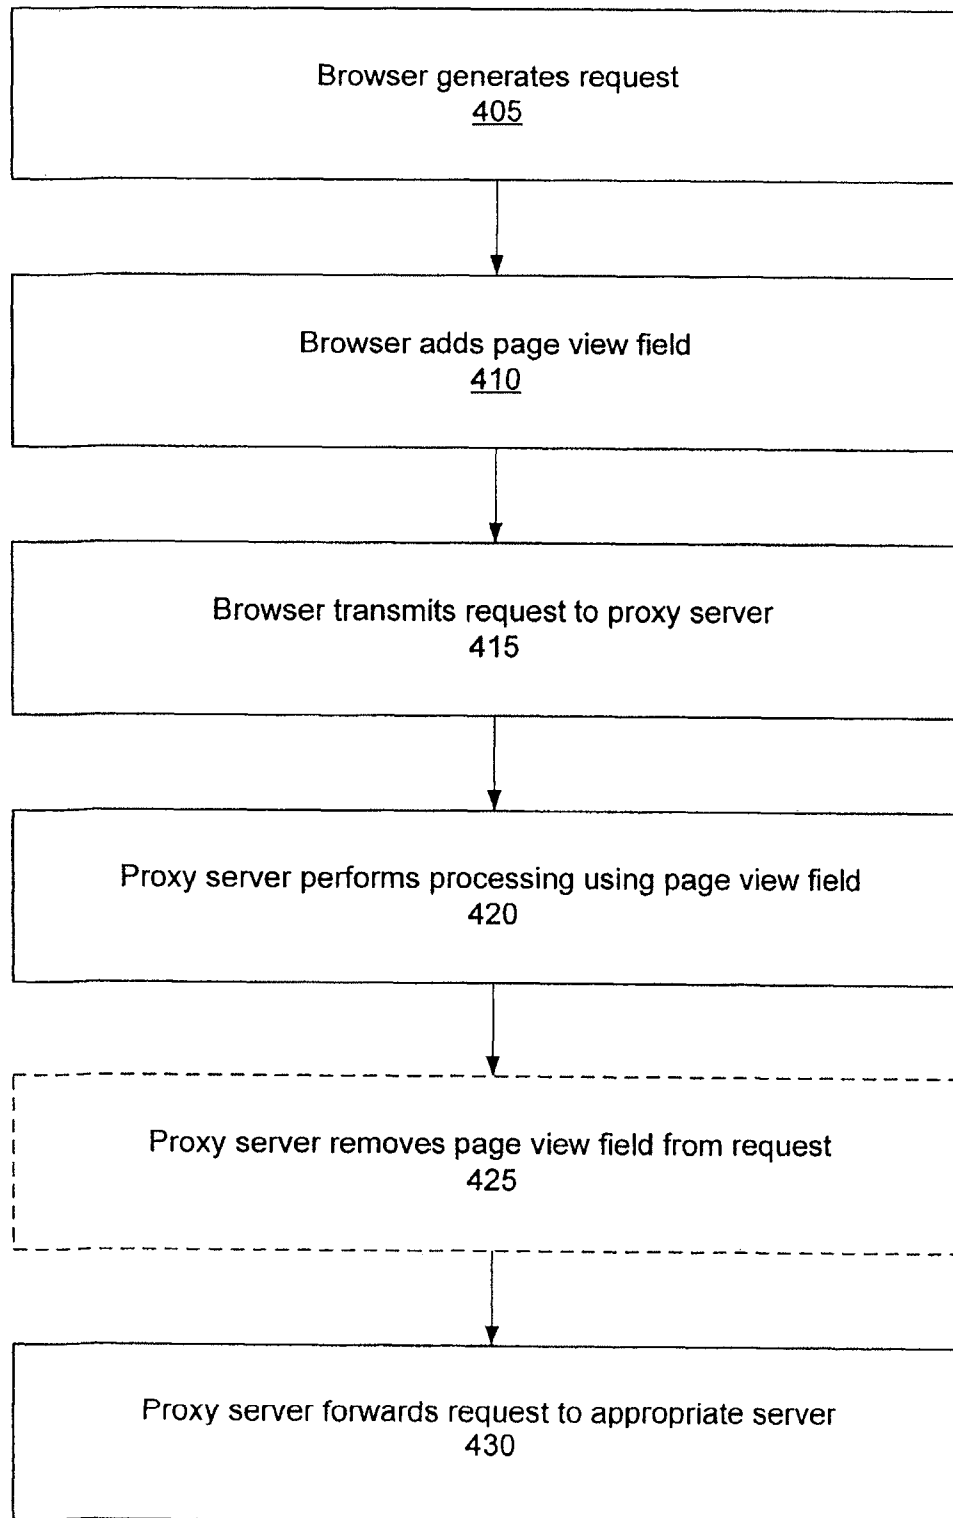 Browser generates request
405
Browser adds page view field
410
Browser transmits request to proxy server
415
Proxy server performs processing using page view field
420
Proxy server removes page view field from request
425
Proxy server forwards request to appropriate server
430